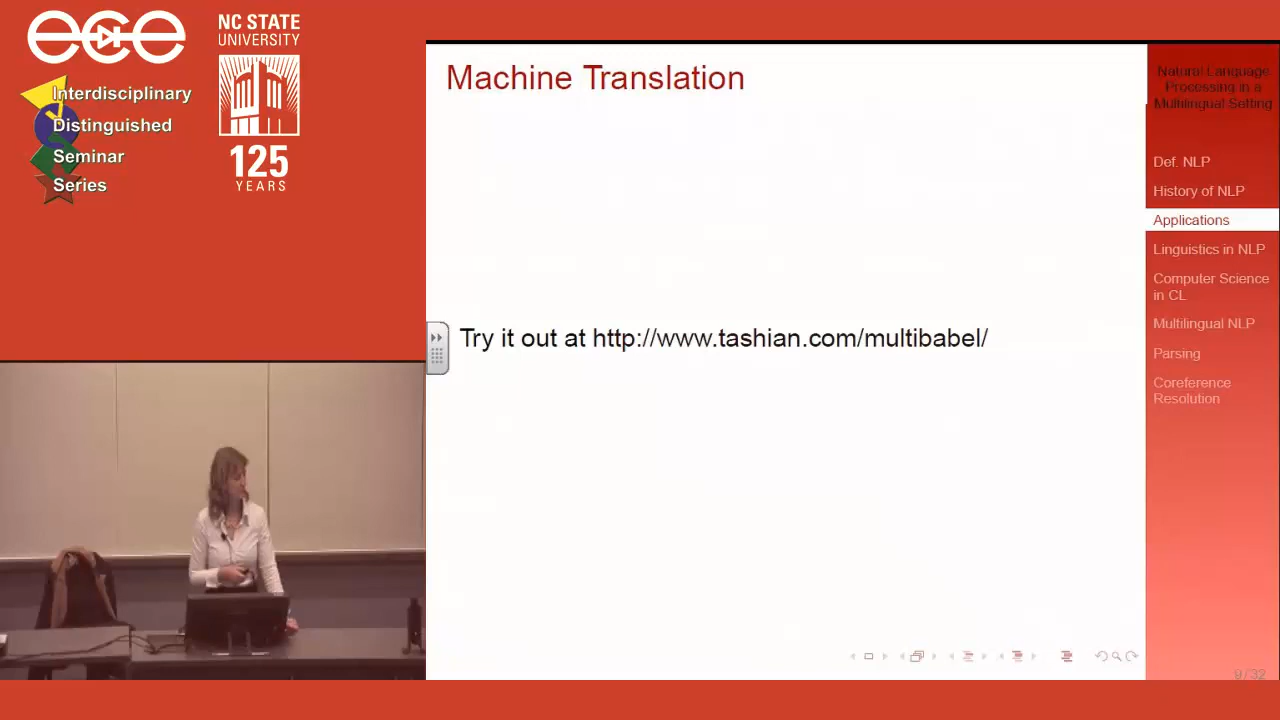 ece
Interdisciplinary
Distinguished
Seminar
Series
NC STATE
UNIVERSITY
125
YEARS
Machine Translation
Try it out at http://www.tashian.com/multibabel/
Natural Language
Processing in a
Multilingual Setting
Def. NLP
History of NLP
Applications
Linguistics in NLP
Computer Science
in CL
Multilingual NLP
Parsing
Coreference
Resolution
9/32